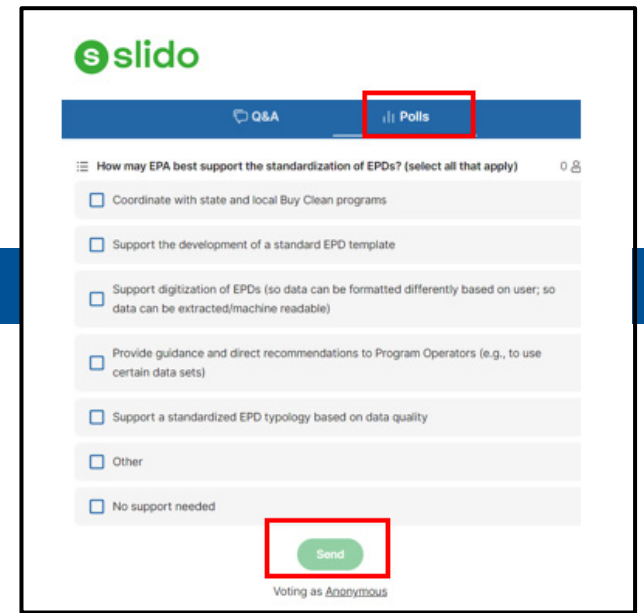 slido
Q&A
Polls
How may EPA best support the standardization of EPDs? (select all that apply)
0
Coordinate with state and local Buy Clean programs
Support the development of a standard EPD template
Support digitization of EPDs (so data can be formatted differently based on user; so
data can be extracted/machine readable)
Provide guidance and direct recommendations to Program Operators (e.g., to use
certain data sets)
Support a standardized EPD typology based on data quality
Other
No support needed
Send
Voting as Anonymous